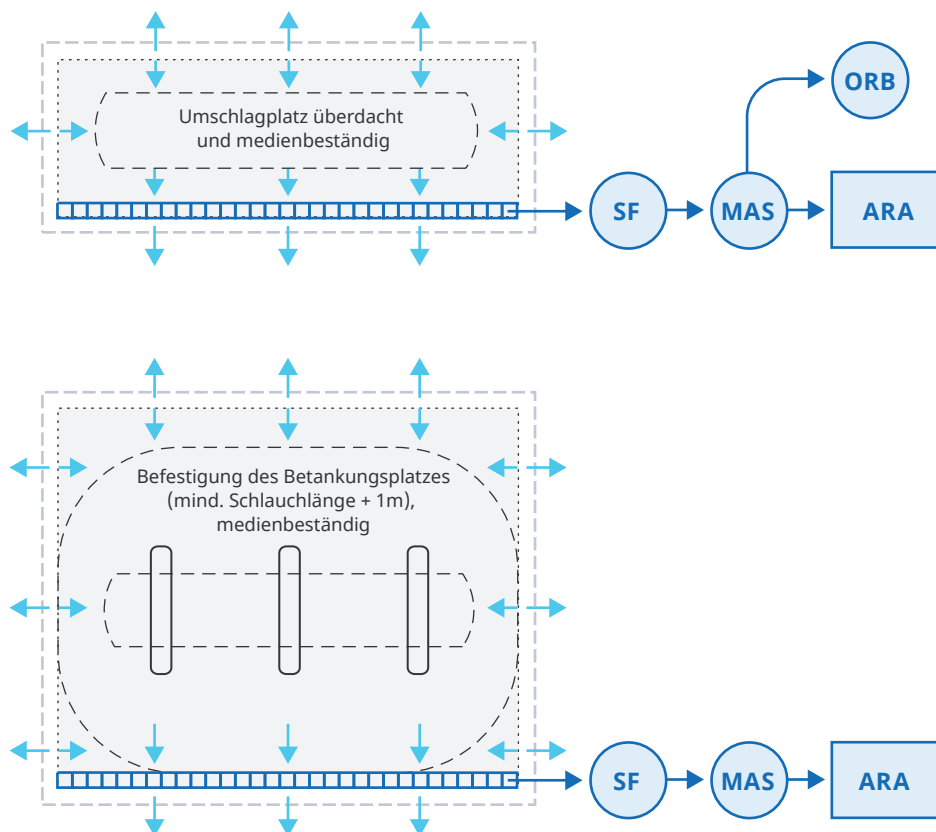 Umschlagplatz überdacht
und medienbeständig
ORB
SF
MAS
ARA
Befestigung des Betankungsplatzes
(mind. Schlauchlänge + 1m),
medienbeständig
SF
MAS
ARA